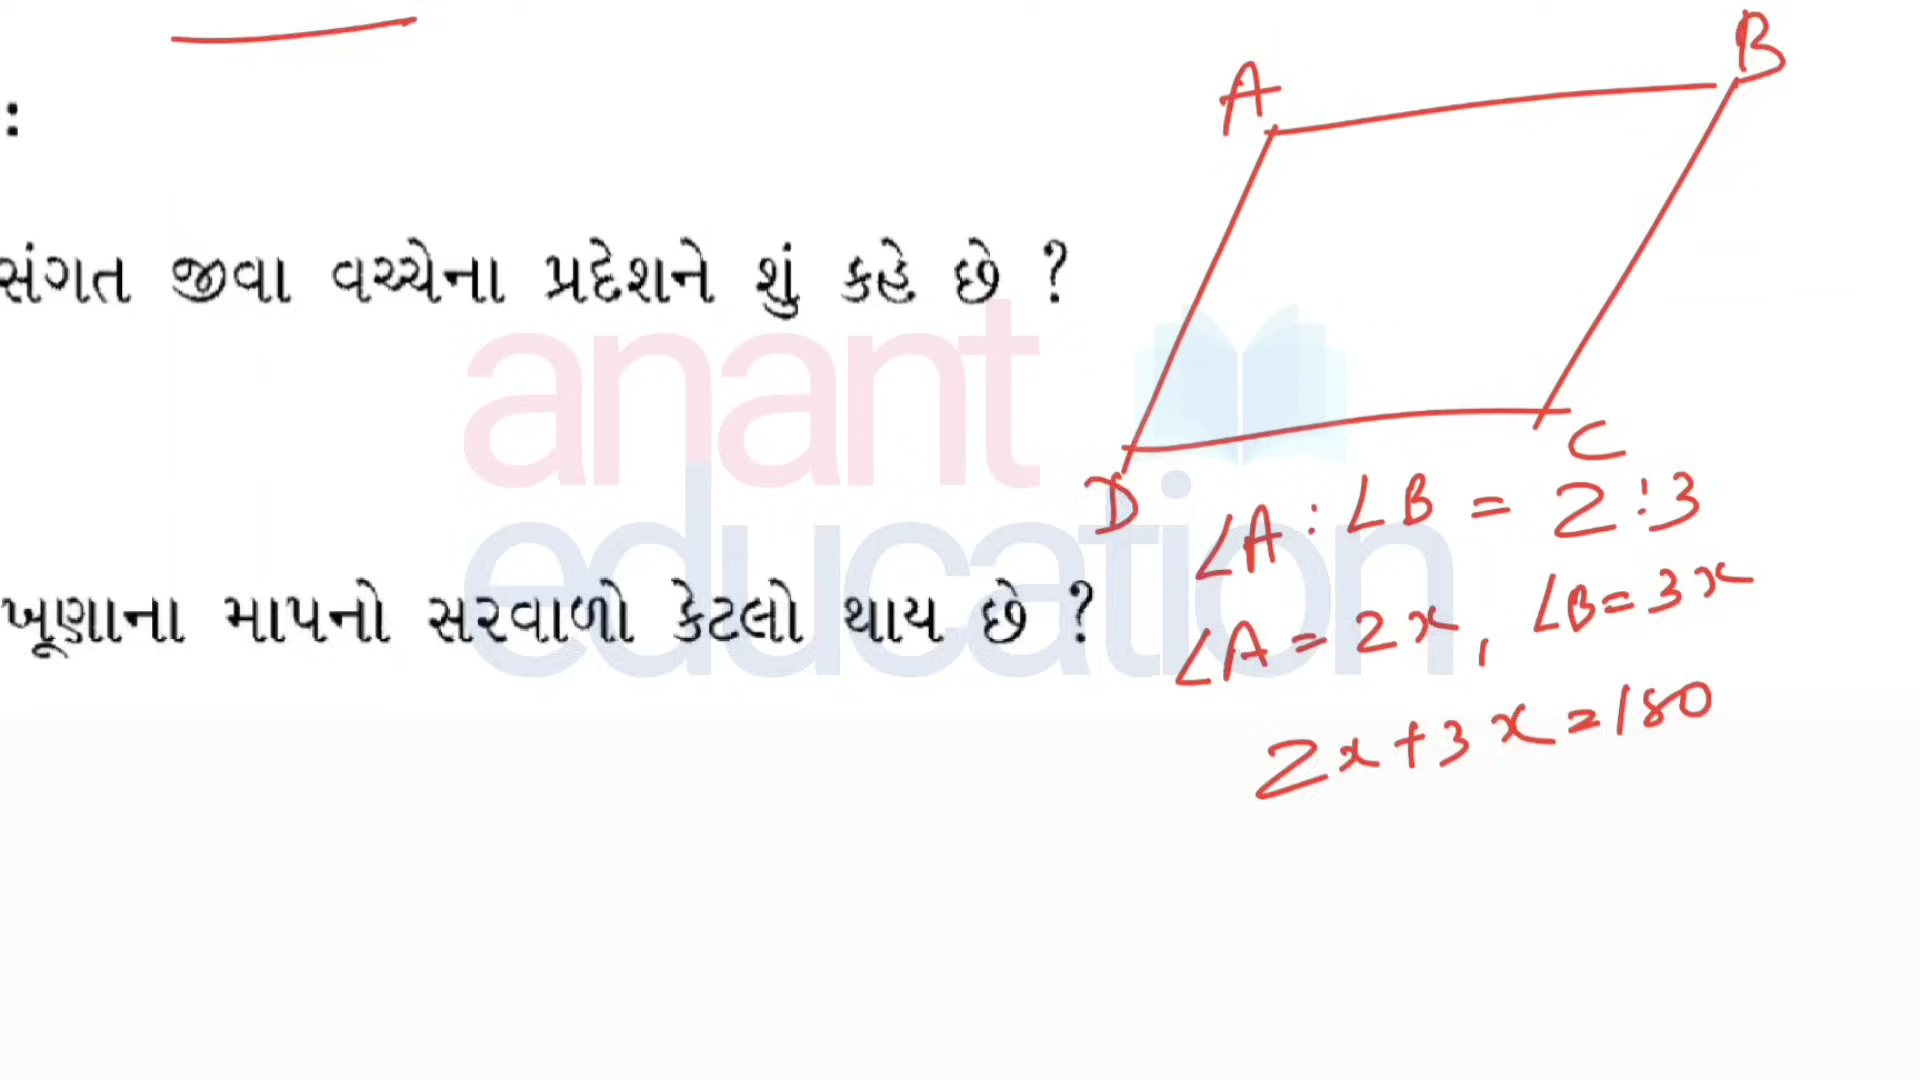 :
સંગત જીવા વચ્ચેના પ્રદેશને શું કહે છે ?
ખૂણાના માપનો સરવાળો કેટલો થાય છે ?
anant
education
A
B
D
C
∠A : ∠B = 2:3
∠A = 2x, ∠B = 3x
2x+3x=180